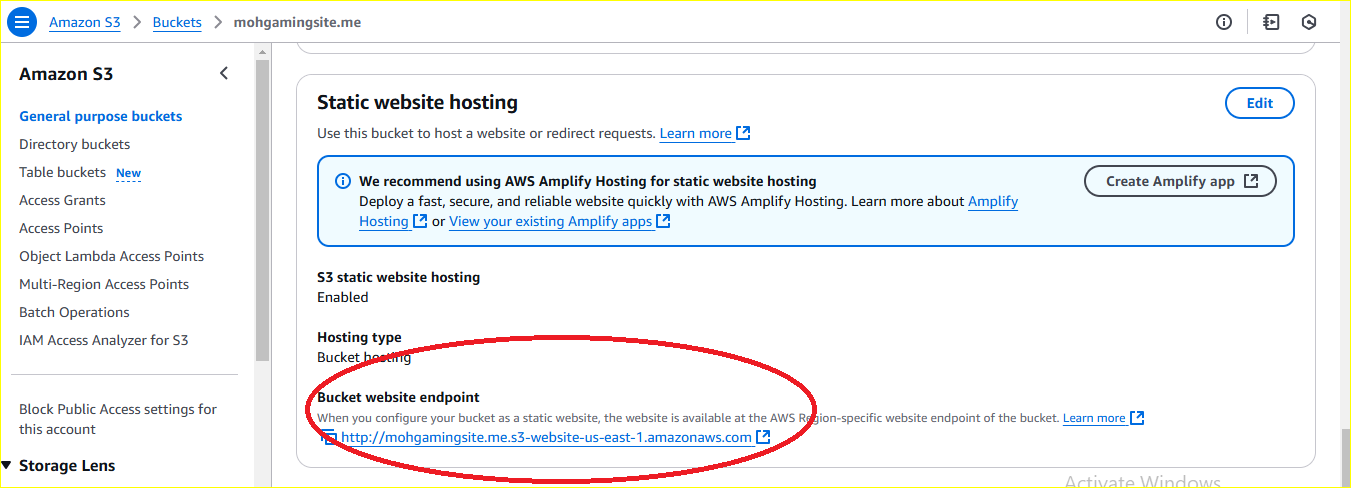 Amazon S3 > Buckets > mohgamingsite.me
Amazon S3
General purpose buckets
Directory buckets
Table buckets New
Access Grants
Access Points
Object Lambda Access Points
Multi-Region Access Points
Batch Operations
IAM Access Analyzer for S3
Block Public Access settings for
this account
Storage Lens
Static website hosting
Edit
Use this bucket to host a website or redirect requests. Learn more
We recommend using AWS Amplify Hosting for static website hosting
Create Amplify app
Deploy a fast, secure, and reliable website quickly with AWS Amplify Hosting. Learn more about Amplify
Hosting or View your existing Amplify apps
S3 static website hosting
Enabled
Hosting type
Bucket hosting
Bucket website endpoint
When you configure your bucket as a static website, the website is available at the AWS Region-specific website endpoint of the bucket. Learn more
http://mohgamingsite.me.s3-website-us-east-1.amazonaws.com
Activate Windows